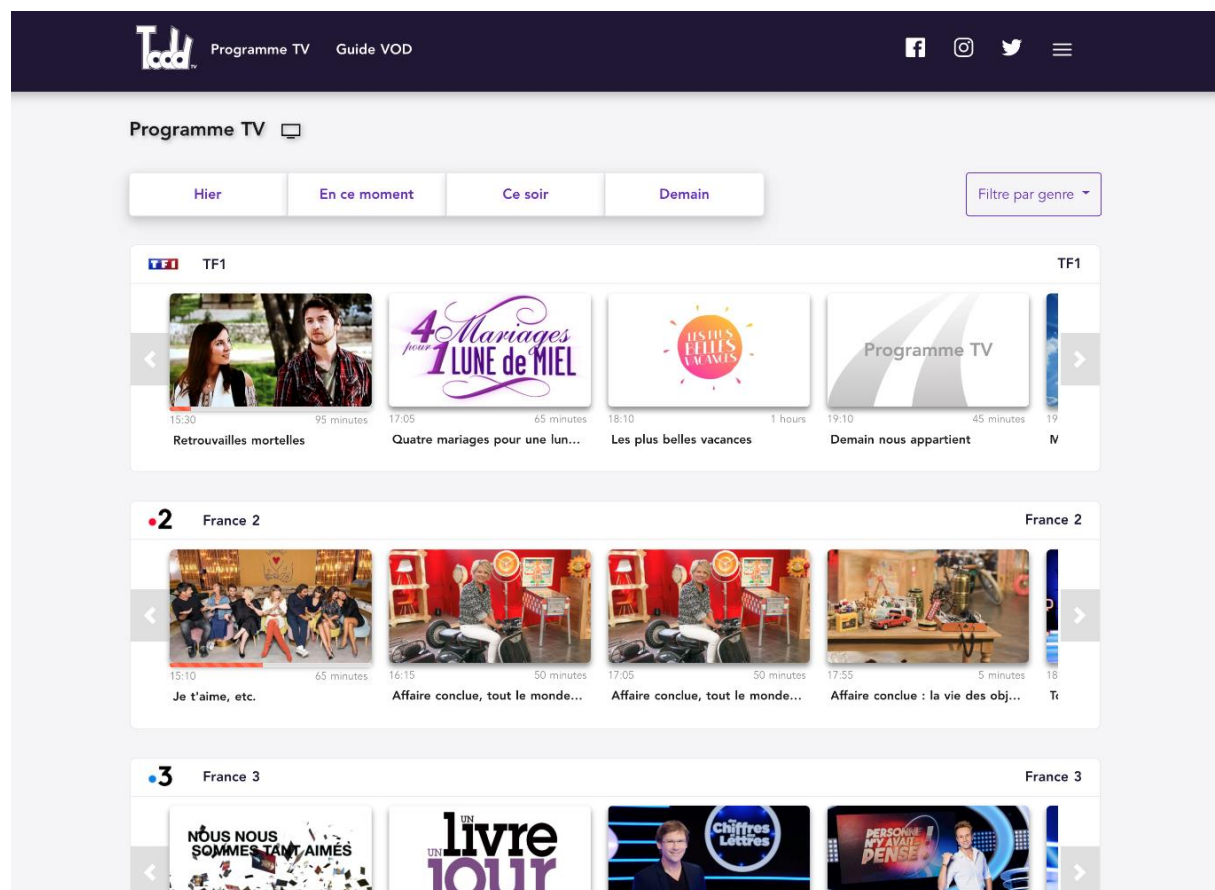 Todd TV
Programme TV Guide VOD
Programme TV
Hier En ce moment Ce soir Demain Filtre par genre
TF1 TF1 TF1
4 Mariages
pour 1 LUNE de MIEL
LES PLUS
BELLES
VACANCES
Programme TV
15:30 95 minutes 17:05 65 minutes 18:10 1 hours 19:10 45 minutes 19
Retrouvailles mortelles Quatre mariages pour une lun... Les plus belles vacances Demain nous appartient M
2 France 2 France 2
15:10 65 minutes 16:15 50 minutes 17:05 50 minutes 17:55 5 minutes 18
Je t'aime, etc. Affaire conclue, tout le monde... Affaire conclue, tout le monde... Affaire conclue : la vie des obj...
3 France 3 France 3
NOUS NOUS
SOMMES TANT AIMÉS
UN livre
UN jour
Chiffres
Lettres
PERSONNE
N'Y AVAIT
PENSÉ !